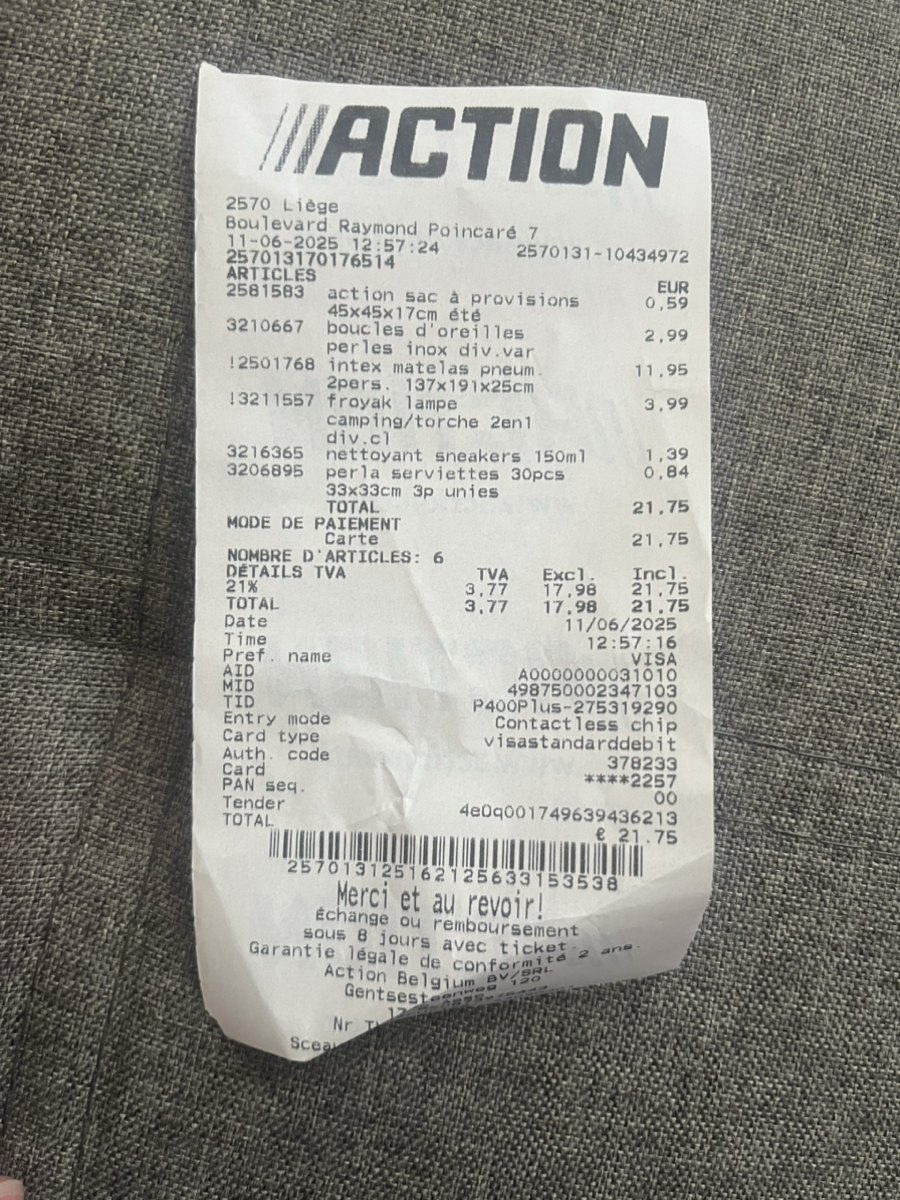 ///ACTION
2570 Liège
Boulevard Raymond Poincaré 7
11-06-2025 12:57:24 2570131-10434972
257013170176514
ARTICLES EUR
2581583 action sac à provisions 0,59
45x45x17cm été
3210667 boucles d'oreilles 2,99
perles inox div.var
!2501768 intex matelas pneum. 11,95
2pers. 137x191x25cm
!3211557 froyak lampe 3,99
camping/torche 2en1
div.cl
3216365 nettoyant sneakers 150ml 1,39
3206895 perla serviettes 30pcs 0,84
33x33cm 3p unies
TOTAL 21,75
MODE DE PAIEMENT
Carte 21,75
NOMBRE D'ARTICLES: 6
DÉTAILS TVA TVA Excl. Incl.
21% 3,77 17,98 21,75
TOTAL 3,77 17,98 21,75
Date 11/06/2025
Time 12:57:16
Pref. name VISA
AID A0000000031010
MID 498750002347103
TID P400Plus-275319290
Entry mode Contactless chip
Card type visastandarddebit
Auth. code 378233
Card ****2257
PAN seq. 00
Tender 4e0q001749639436213
TOTAL € 21.75
257013125162125633153538
Merci et au revoir!
Échange ou remboursement
sous 8 jours avec ticket.
Garantie légale de conformité 2 ans.
Action Belgium BV/SRL
Gentsesteenweg 120
Nr